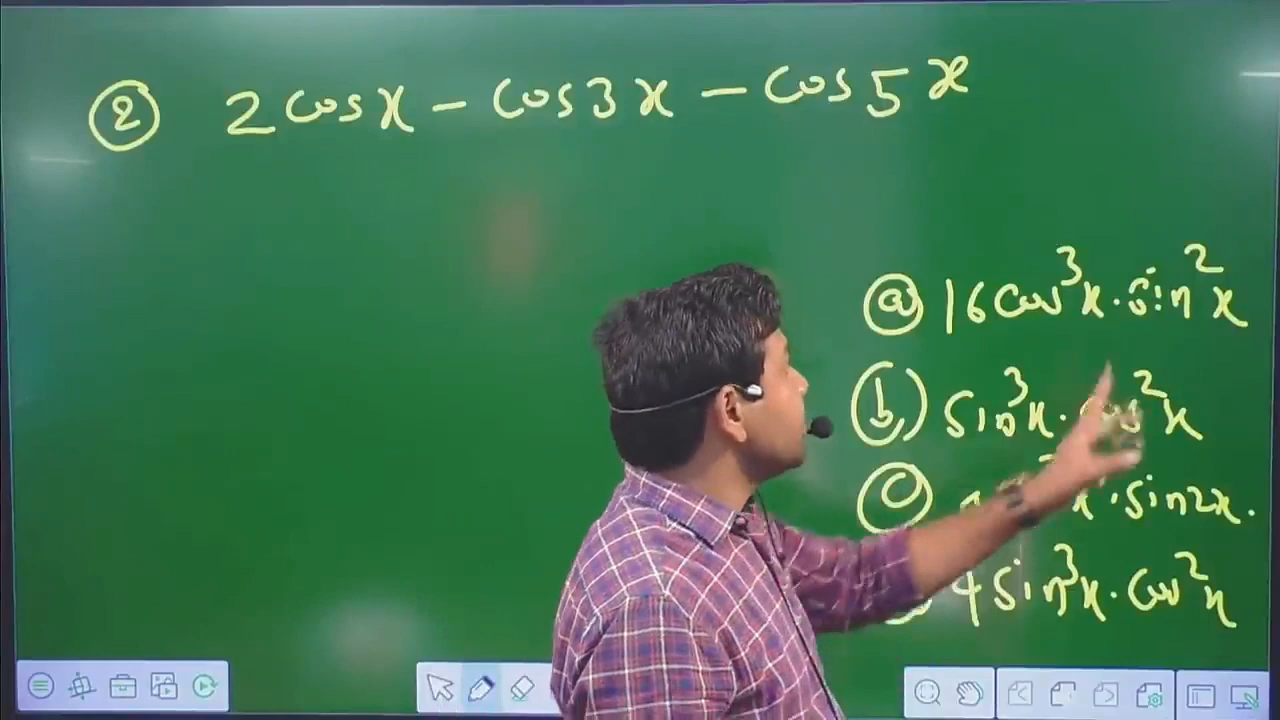 ② 2cosx - cos3x - cos5x
ⓐ 16cos³x·sin²x
ⓑ sin³x·cos²x
ⓒ ·sin2x.
4sin³x·cos²x